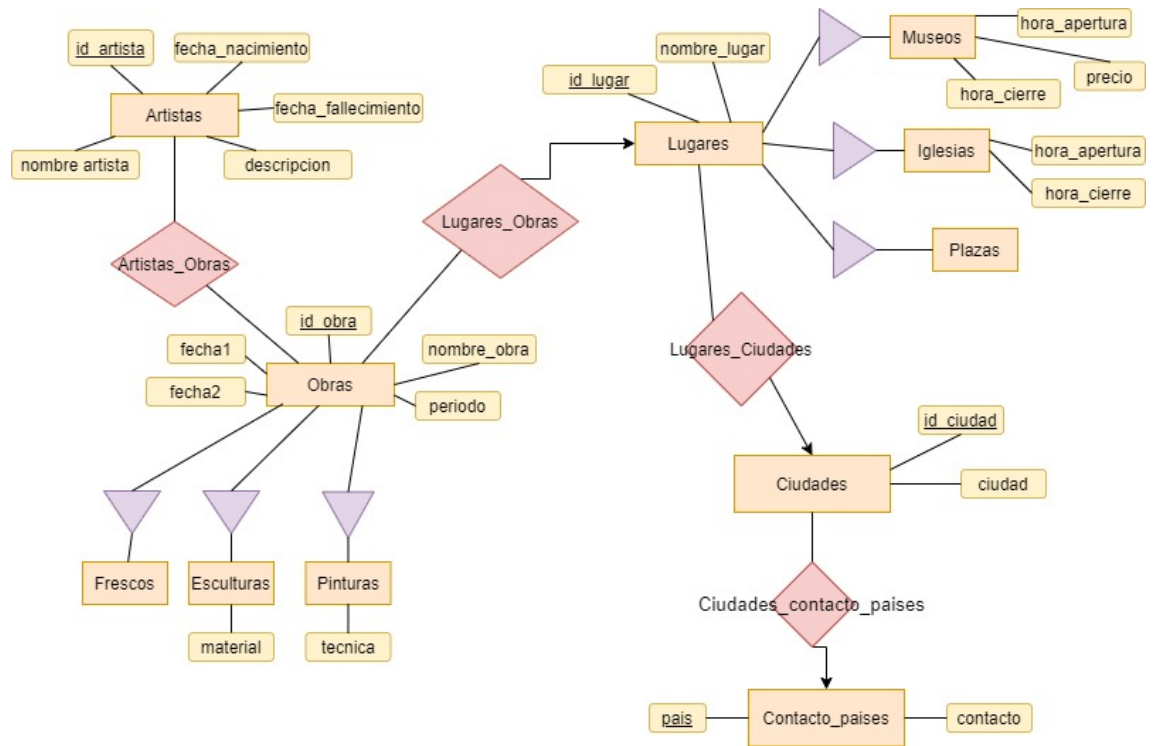 id_artista
fecha_nacimiento
Artistas
fecha_fallecimiento
nombre artista
descripcion
Artistas_Obras
Lugares_Obras
nombre_lugar
id_lugar
Lugares
Museos
hora_apertura
precio
hora_cierre
Iglesias
hora_apertura
hora_cierre
Plazas
Lugares_Ciudades
id_obra
fecha1
nombre_obra
fecha2
Obras
periodo
Frescos
Esculturas
Pinturas
material
tecnica
id_ciudad
Ciudades
ciudad
Ciudades_contacto_paises
pais
Contacto_paises
contacto